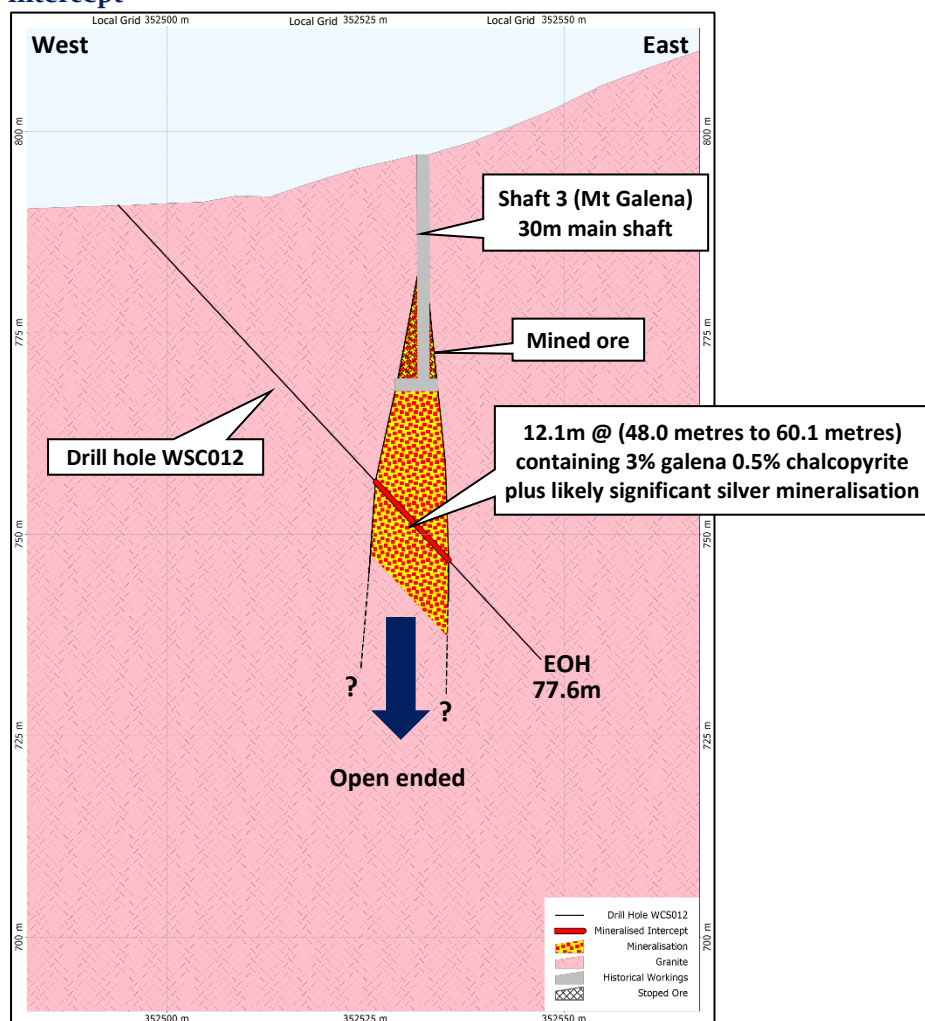 intercept
Local Grid 352500 m
Local Grid 352525 m
Local Grid 352550 m
West
East
800 m
800 m
Shaft 3 (Mt Galena)
30m main shaft
775 m
775 m
Mined ore
Drill hole WSC012
12.1m @ (48.0 metres to 60.1 metres)
containing 3% galena 0.5% chalcopyrite
plus likely significant silver mineralisation
750 m
750 m
EOH
77.6m
?
?
725 m
725 m
Open ended
700 m
700 m
Drill Hole WCS012
Mineralised Intercept
Mineralisation
Granite
Historical Workings
Stoped Ore
352500 m
352525 m
352550 m